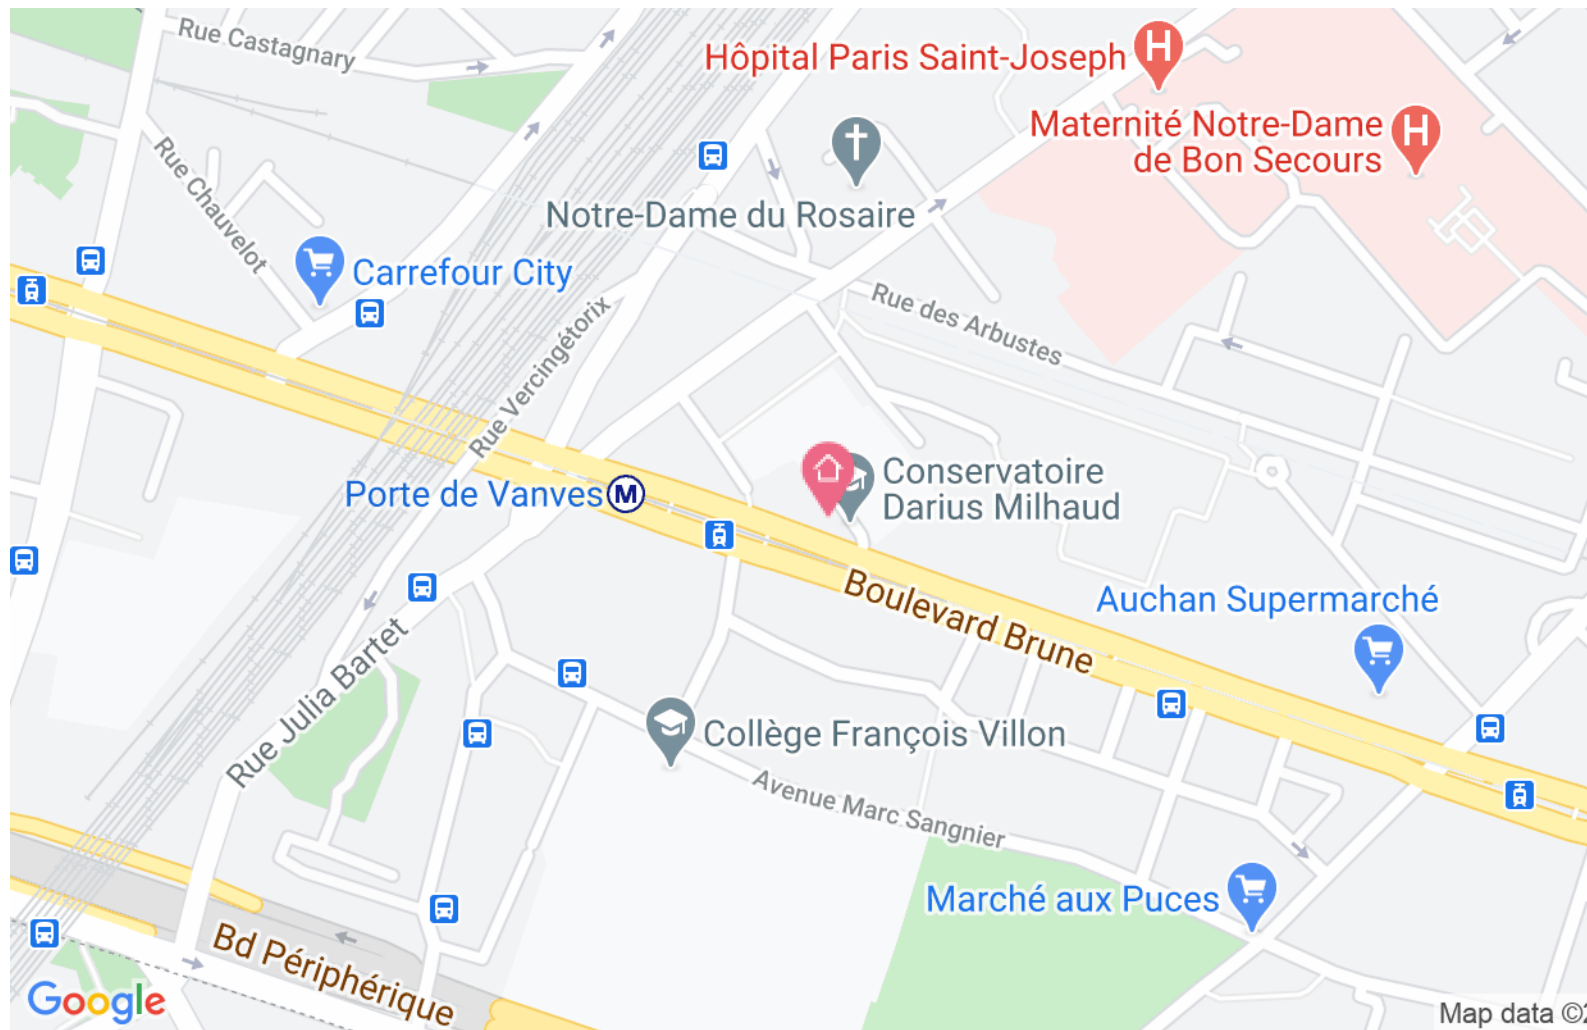 Rue Castagnary
Hôpital Paris Saint-Joseph
H
Maternité Notre-Dame
de Bon Secours
H
Rue Chauvelot
Notre-Dame du Rosaire
Carrefour City
Rue Vercingétorix
Rue des Arbustes
Conservatoire
Darius Milhaud
Porte de Vanves
M
Boulevard Brune
Auchan Supermarché
Rue Julia Bartet
Collège François Villon
Avenue Marc Sangnier
Marché aux Puces
Bd Périphérique
Google
Map data ©